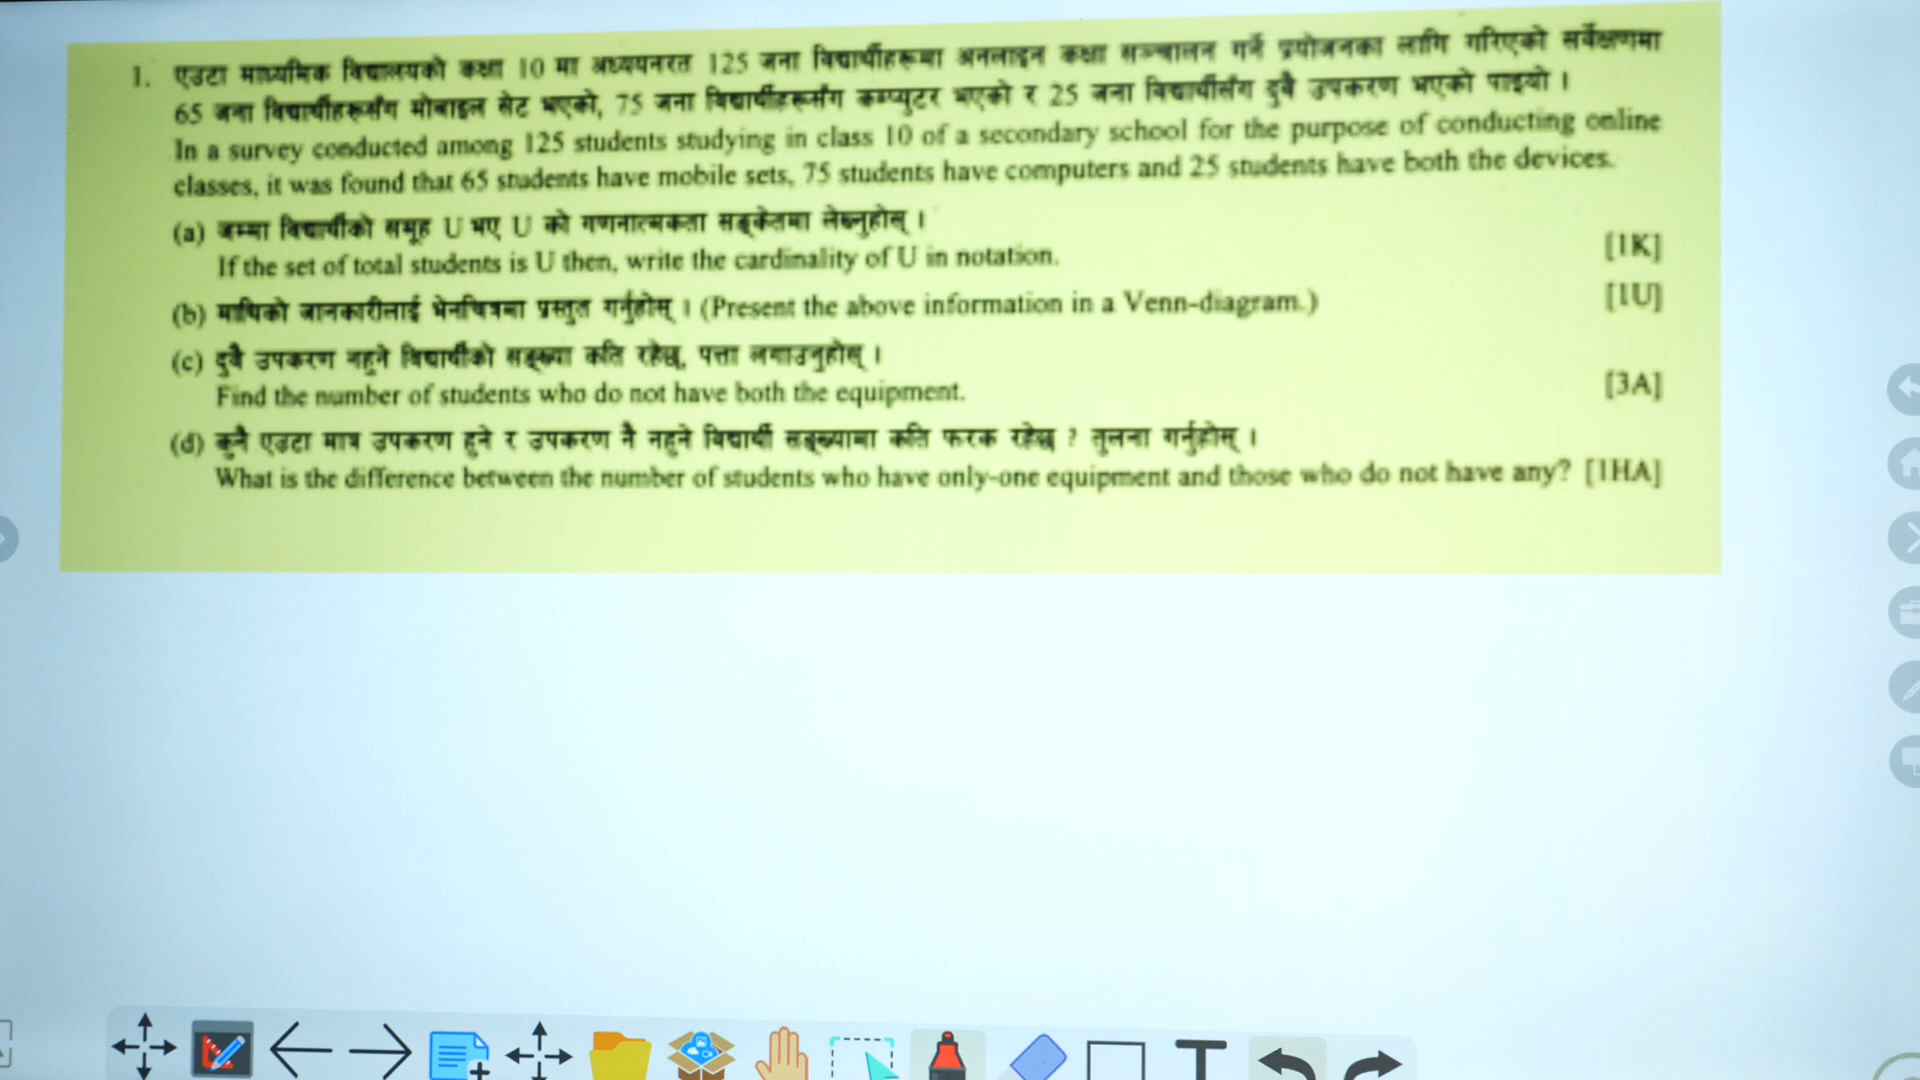 1. एउटा माध्यमिक विद्यालयको कक्षा 10 मा अध्ययनरत 125 जना विद्यार्थीहरूमा अनलाइन कक्षा सञ्चालन गर्ने प्रयोजनका लागि गरिएको सर्वेक्षणमा
65 जना विद्यार्थीहरूसँग मोबाइल सेट भएको, 75 जना विद्यार्थीहरूसँग कम्प्युटर भएको र 25 जना विद्यार्थीसँग दुवै उपकरण भएको पाइयो ।
In a survey conducted among 125 students studying in class 10 of a secondary school for the purpose of conducting online
classes, it was found that 65 students have mobile sets, 75 students have computers and 25 students have both the devices.
(a) जम्मा विद्यार्थीको समूह U भए U को गणनात्मकता सङ्केतमा लेख्नुहोस् ।
If the set of total students is U then, write the cardinality of U in notation. [1K]
(b) माथिको जानकारीलाई भेनचित्रमा प्रस्तुत गर्नुहोस् । (Present the above information in a Venn-diagram.) [1U]
(c) दुवै उपकरण नहुने विद्यार्थीको सङ्ख्या कति रहेछ, पत्ता लगाउनुहोस् ।
Find the number of students who do not have both the equipment. [3A]
(d) कुनै एउटा मात्र उपकरण हुने र उपकरण नै नहुने विद्यार्थी सङ्ख्यामा कति फरक रहेछ ? तुलना गर्नुहोस् ।
What is the difference between the number of students who have only-one equipment and those who do not have any? [1HA]